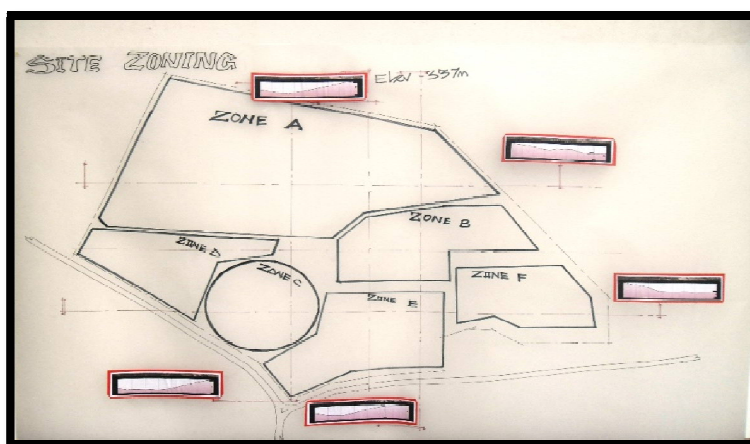 SITE ZONING
Elev - 337m
ZONE A
ZONE B
ZONE D
ZONE C
ZONE F
ZONE E